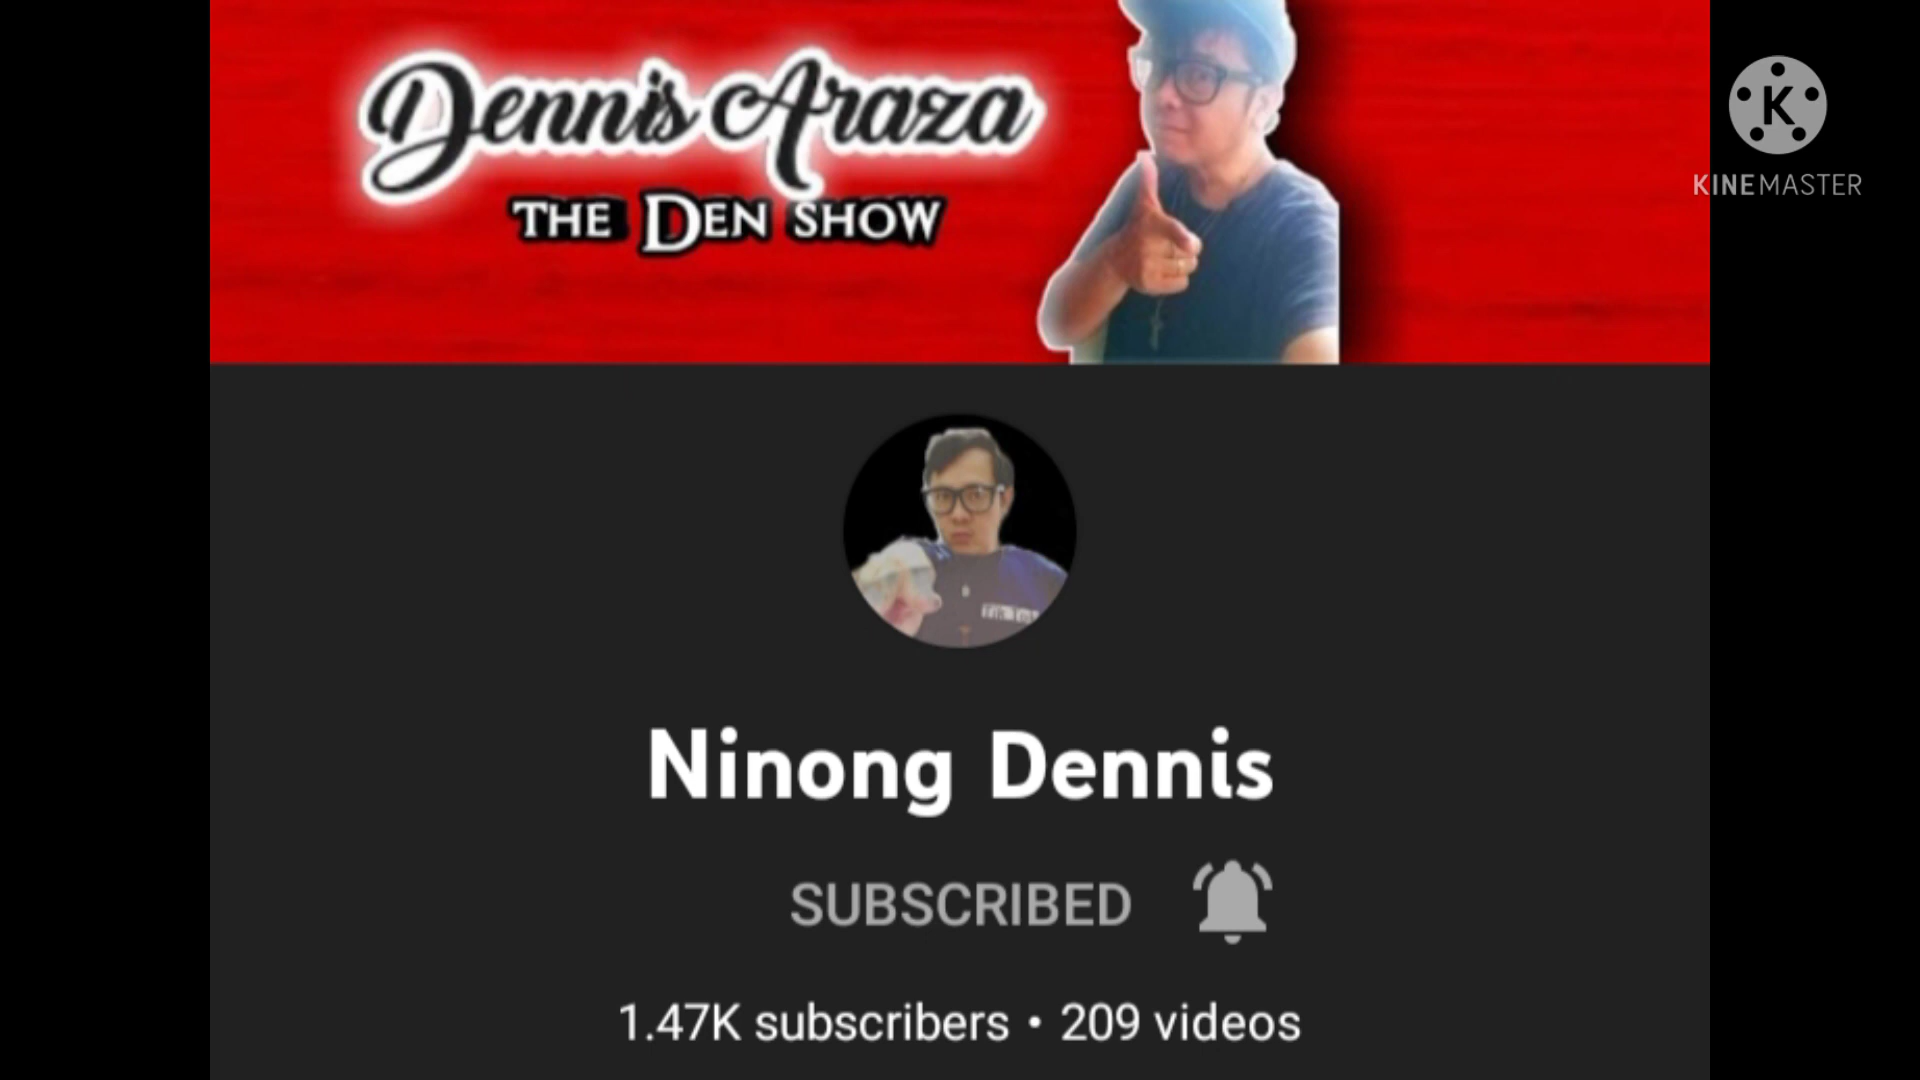 Dennis Araza
THE DEN SHOW
K
KINEMASTER
Ninong Dennis
SUBSCRIBED
1.47K subscribers • 209 videos